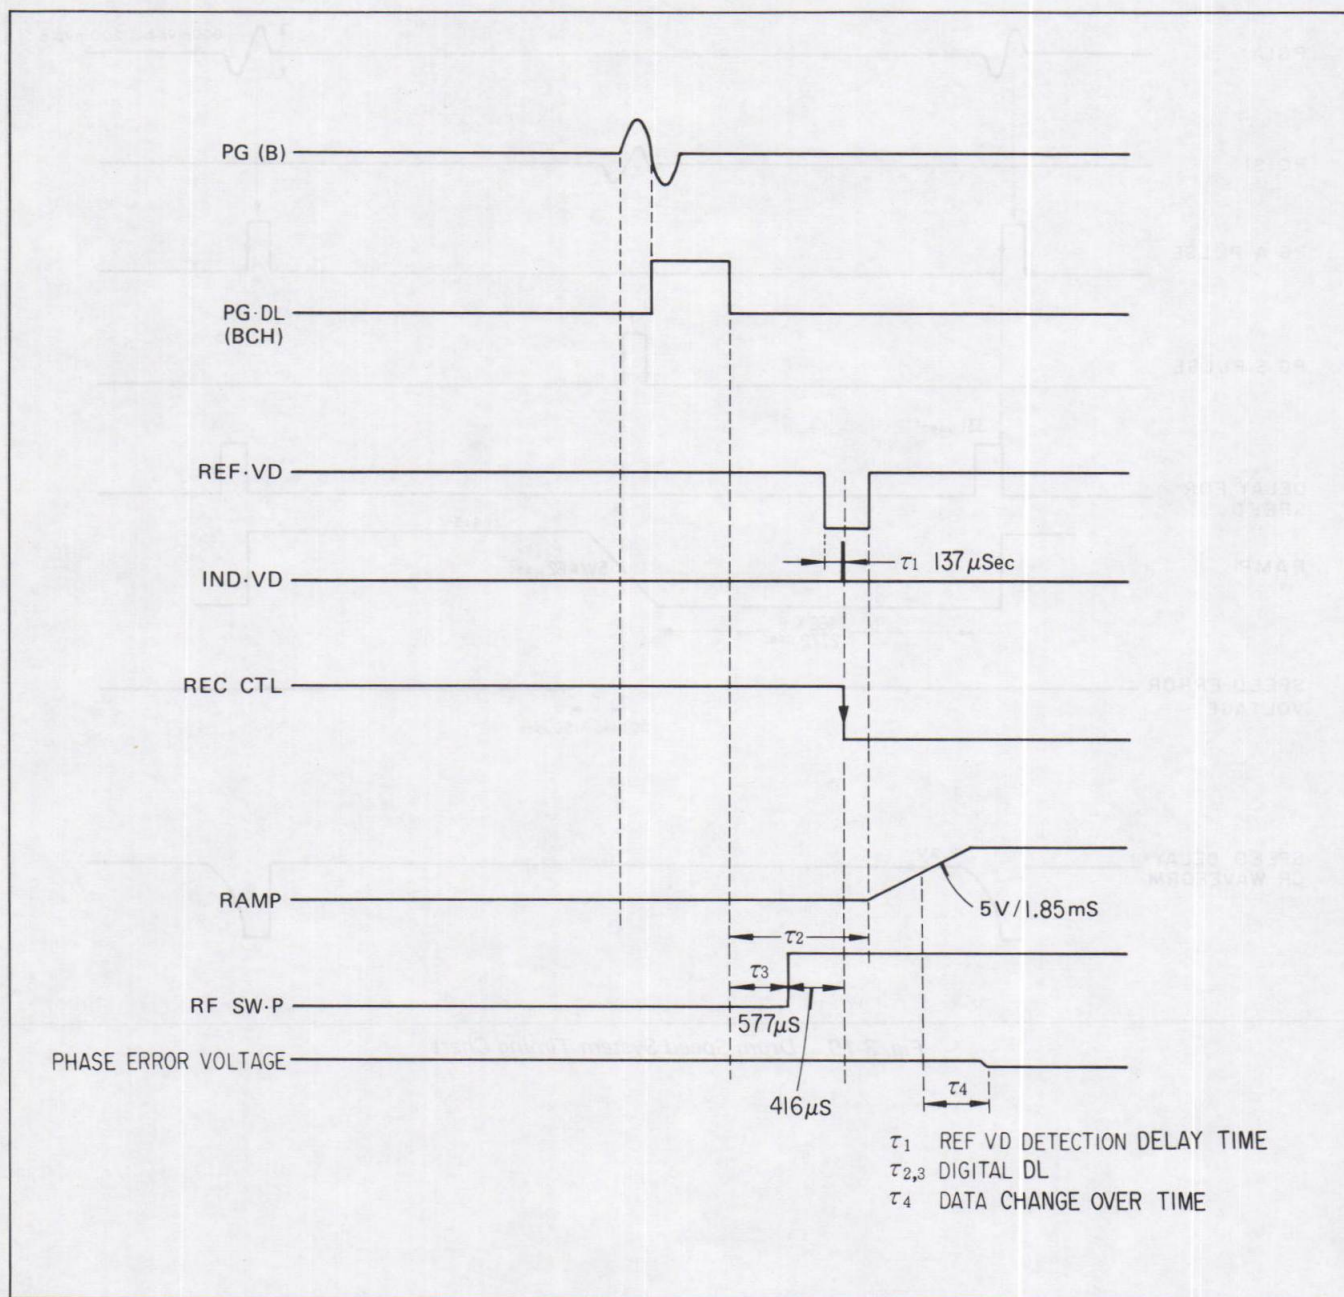 PG (B)
PG·DL
(BCH)
REF·VD
τ1 137µSec
IND·VD
REC CTL
RAMP
5V/1.85mS
τ2
τ3
RF SW·P
577µS
PHASE ERROR VOLTAGE
τ4
416µS
τ1 REF VD DETECTION DELAY TIME
τ2,3 DIGITAL DL
τ4 DATA CHANGE OVER TIME